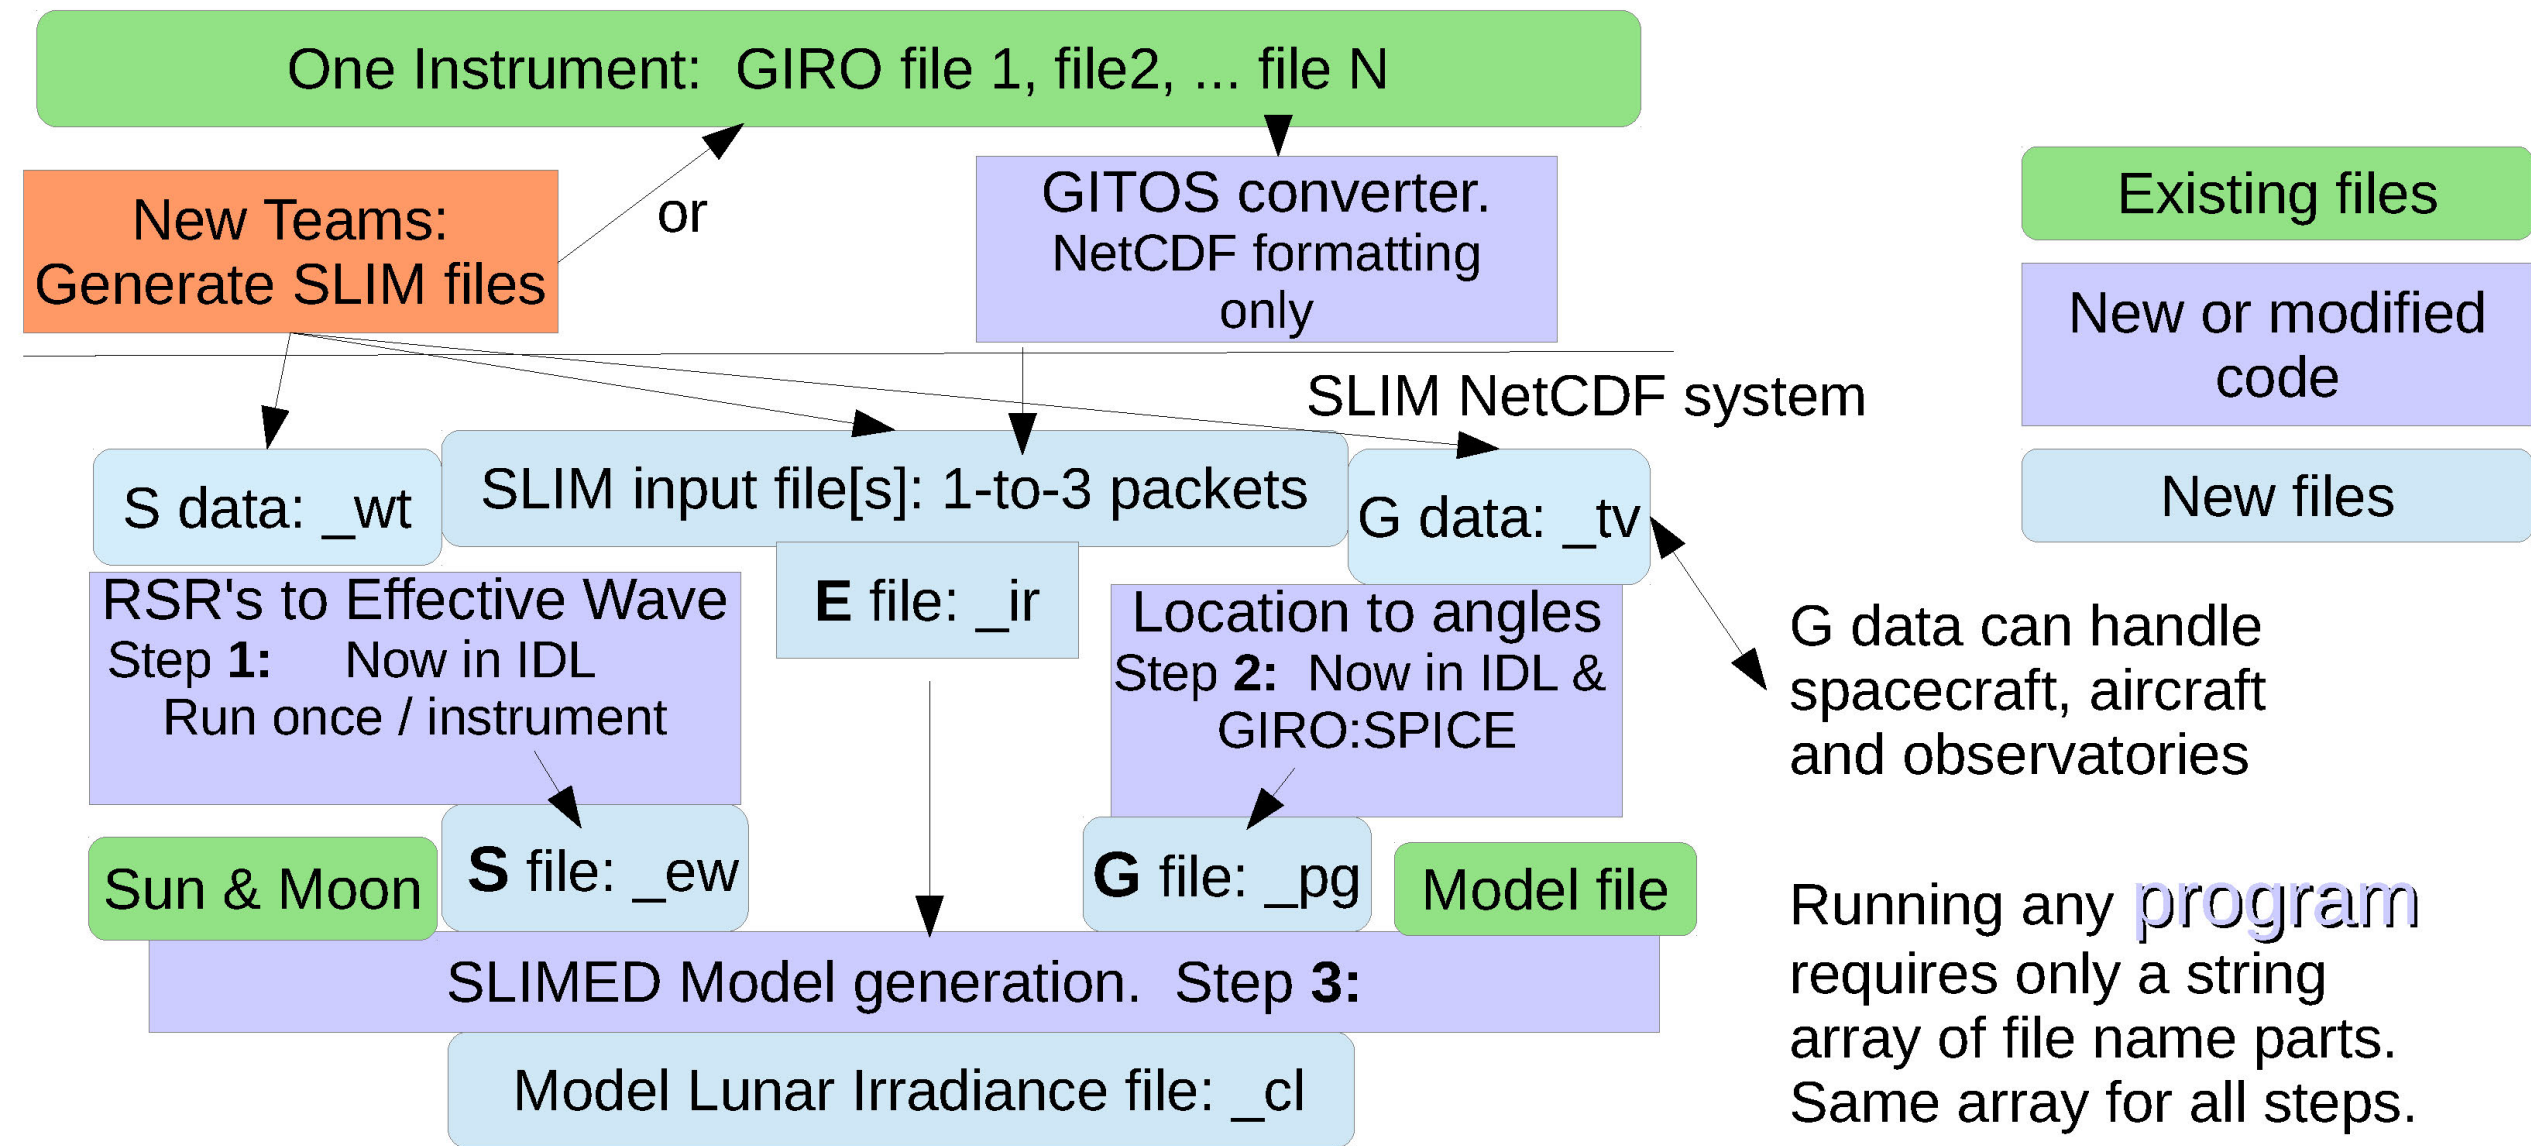 One Instrument:  GIRO file 1, file2, ... file N
New Teams:
Generate SLIM files
or
GITOS converter.
NetCDF formatting
only
Existing files
New or modified
code
New files
SLIM NetCDF system
S data: _wt
SLIM input file[s]: 1-to-3 packets
G data: _tv
RSR's to Effective Wave
Step 1:    Now in IDL
Run once / instrument
E file: _ir
Location to angles
Step 2:  Now in IDL &
GIRO:SPICE
G data can handle
spacecraft, aircraft
and observatories
Sun & Moon
S file: _ew
G file: _pg
Model file
SLIMED Model generation.  Step 3:
Model Lunar Irradiance file: _cl
Running any program
requires only a string
array of file name parts.
Same array for all steps.